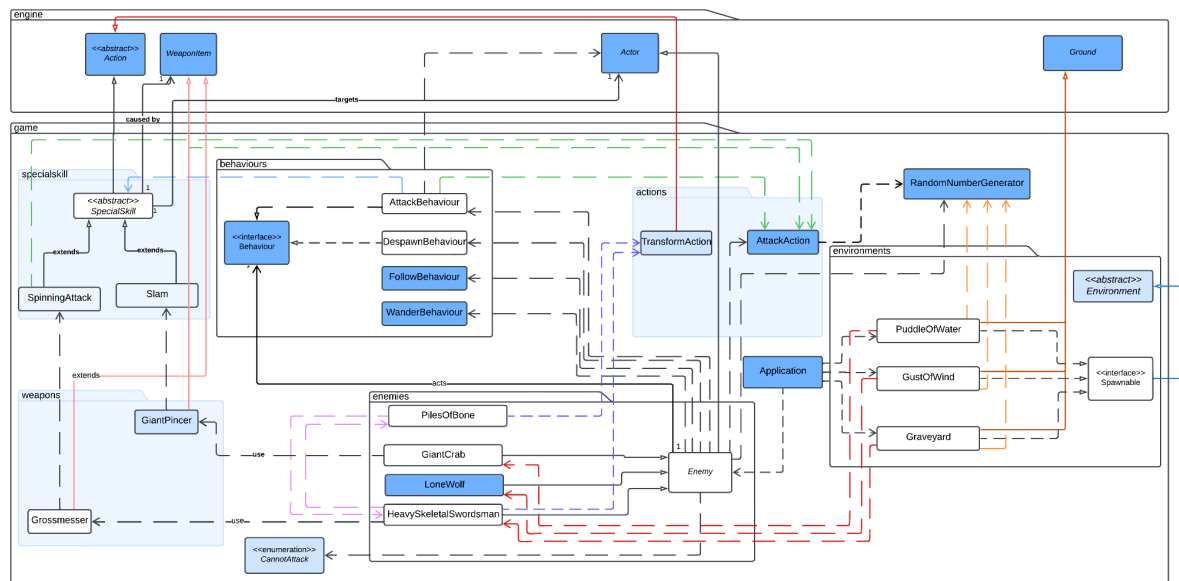 engine
<<abstract>>
Action
WeaponItem
Actor
Ground
1
1
targets
caused by
game
specialskill
<<abstract>>
SpecialSkill
1
1
extends
extends
SpinningAttack
Slam
behaviours
AttackBehaviour
<<interface>>
Behaviour
*
DespawnBehaviour
FollowBehaviour
WanderBehaviour
actions
TransformAction
AttackAction
RandomNumberGenerator
environments
<<abstract>>
Environment
PuddleOfWater
GustOfWind
<<interface>>
Spawnable
Graveyard
Application
extends
acts
weapons
GiantPincer
Grossmesser
use
use
enemies
PilesOfBone
GiantCrab
LoneWolf
HeavySkeletalSwordsman
1
Enemy
<<enumeration>>
CannotAttack